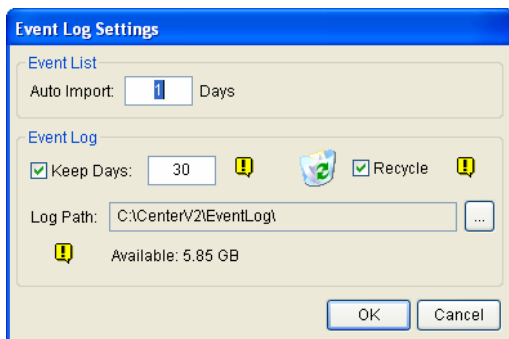 Event Log Settings
Event List
Auto Import: 1 Days
Event Log
Keep Days: 30 Recycle
Log Path: C:\CenterV2\EventLog\ ...
Available: 5.85 GB
OK Cancel